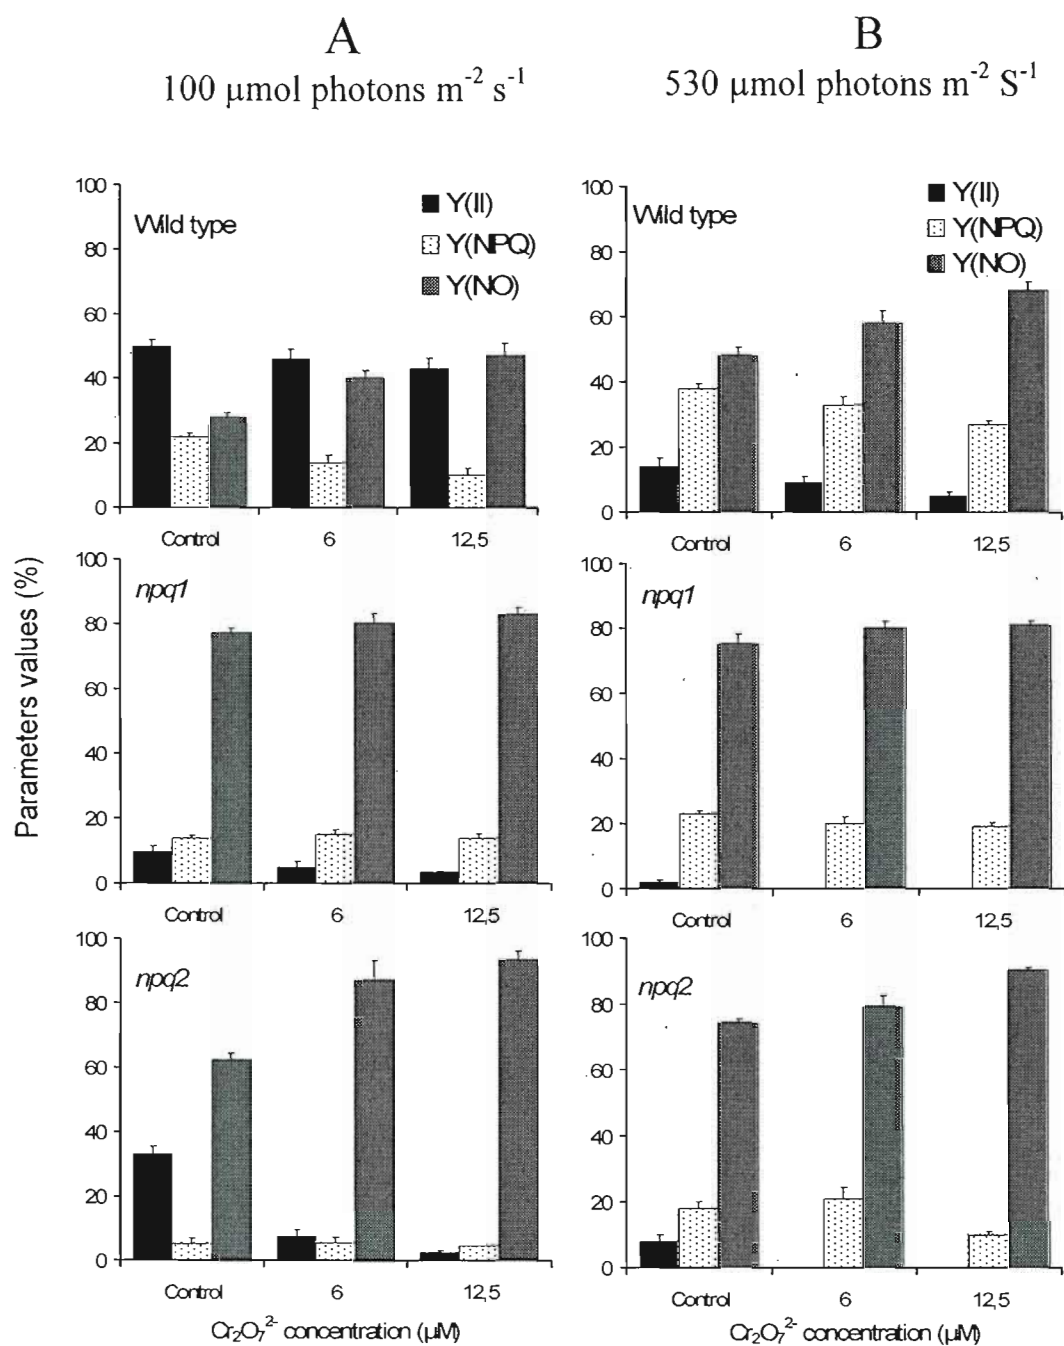 A
100 µmol photons m⁻² s⁻¹
B
530 µmol photons m⁻² S⁻¹
Parameters values (%)
100
80
60
40
20
0
Wild type
Y(II)
Y(NPQ)
Y(NO)
Control 6 12,5
100
80
60
40
20
0
Wild type
Y(II)
Y(NPQ)
Y(NO)
Control 6 12,5
100
80
60
40
20
0
npq1
Control 6 12,5
100
80
60
40
20
0
npq1
Control 6 12,5
100
80
60
40
20
0
npq2
Control 6 12,5
Cr₂O₇²⁻ concentration (µM)
100
80
60
40
20
0
npq2
Control 6 12,5
Cr₂O₇²⁻ concentration (µM)